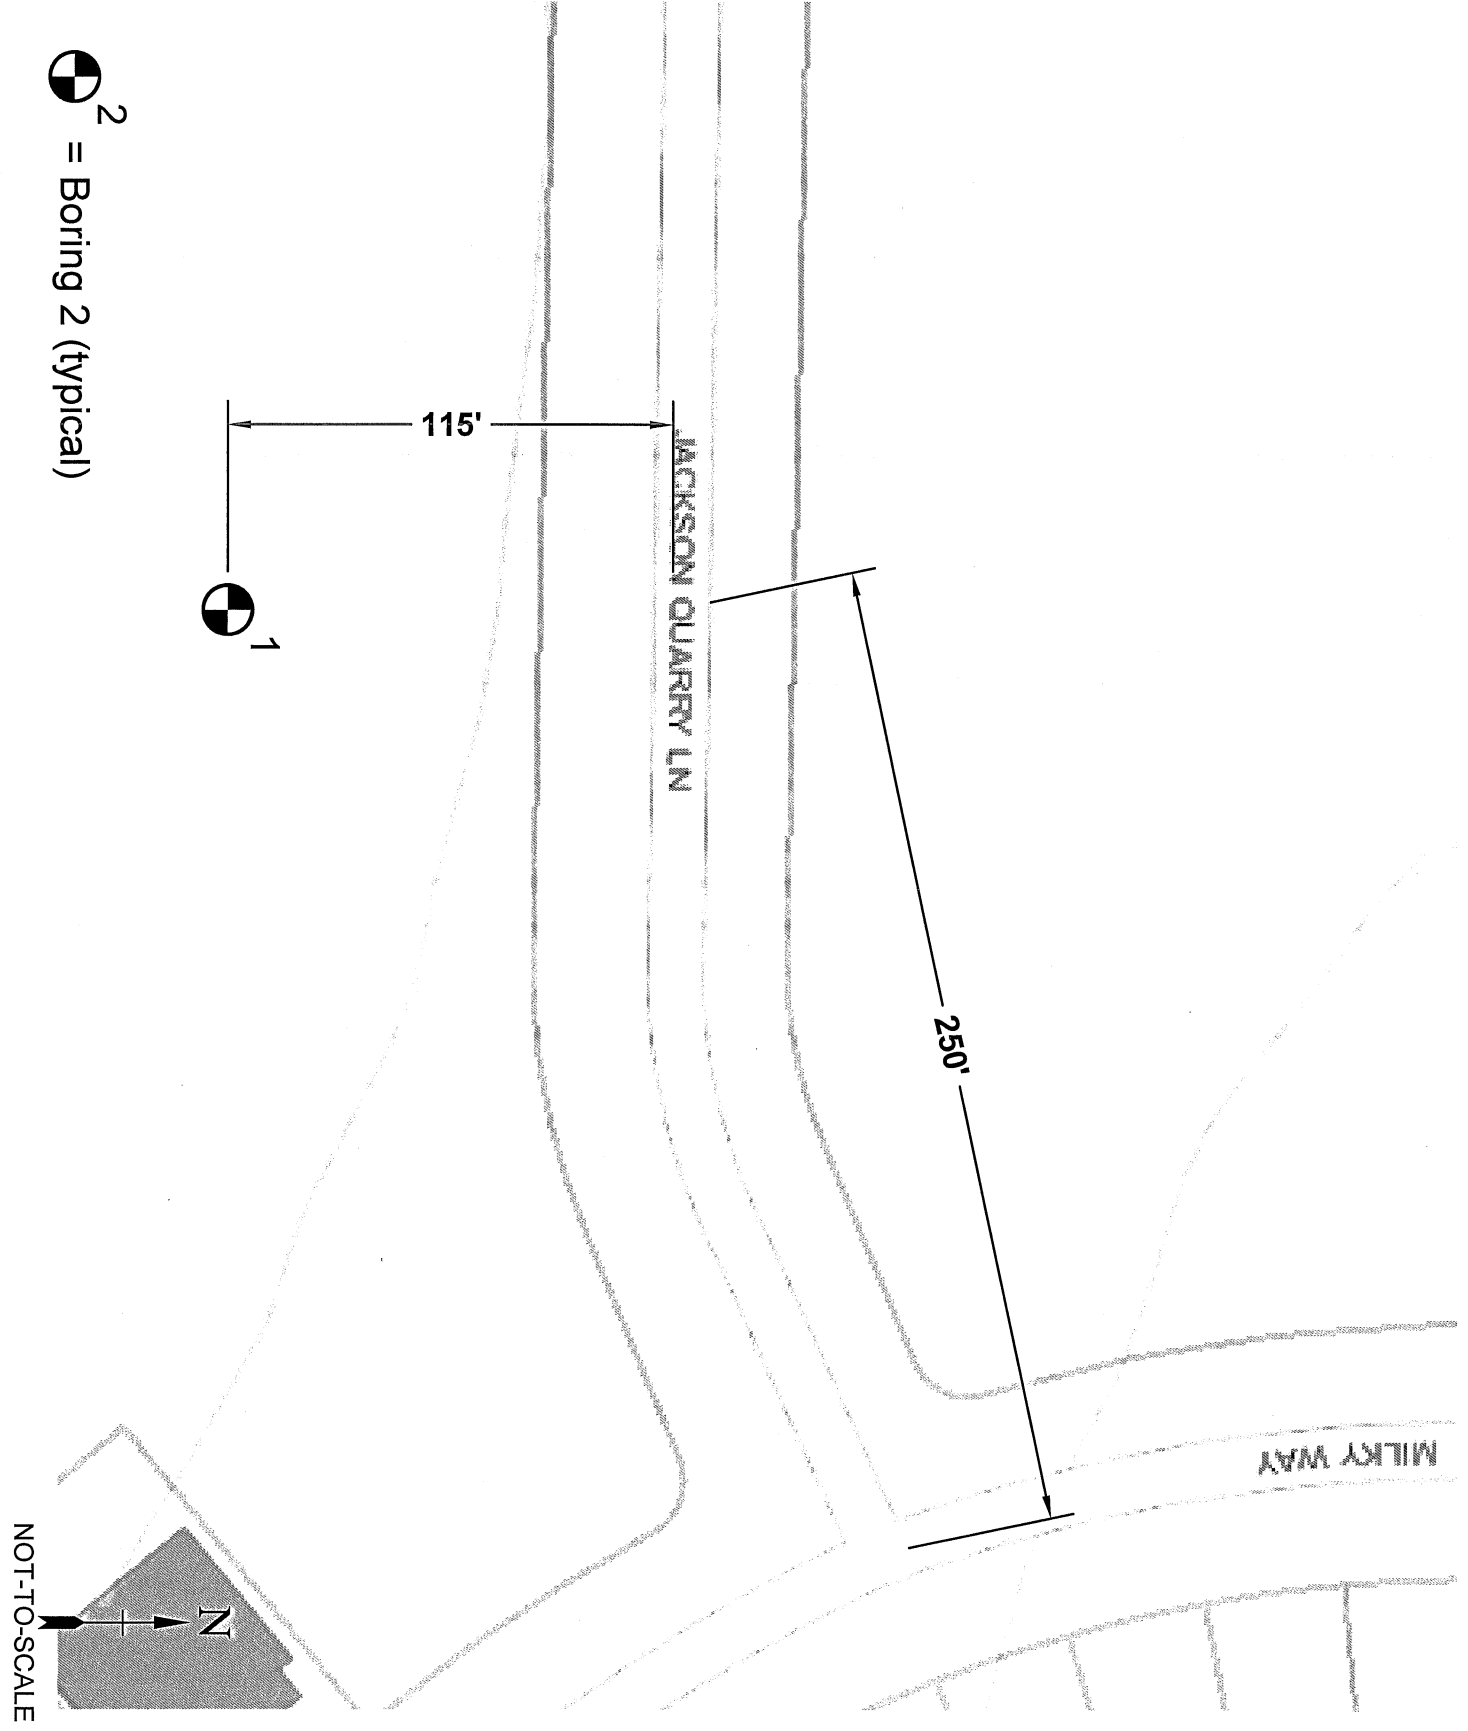 2
= Boring 2 (typical)
115'
1
JACKSON QUARRY LN
250'
MILKY WAY
N
NOT-TO-SCALE